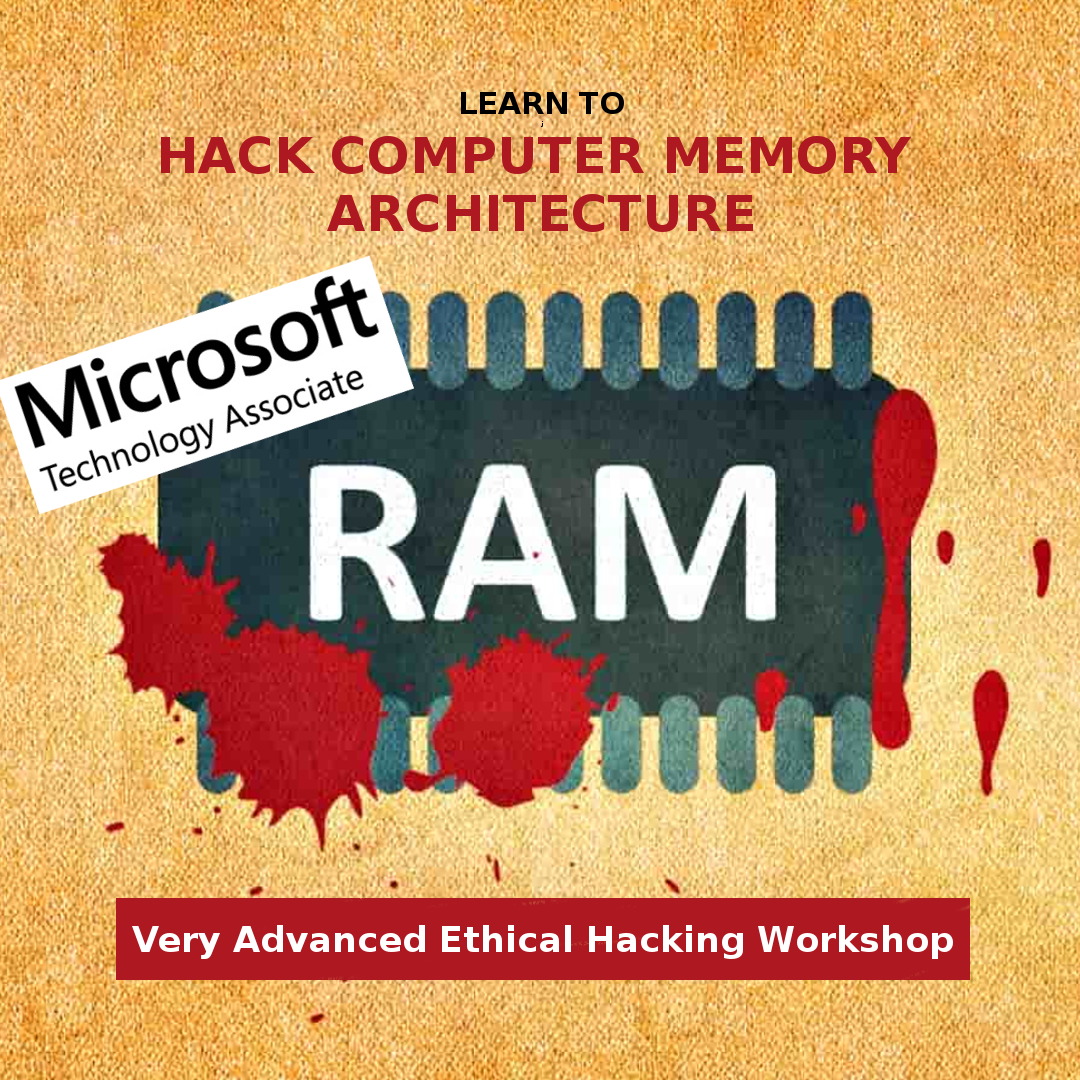 LEARN TO
HACK COMPUTER MEMORY
ARCHITECTURE
Microsoft
Technology Associate
RAM
Very Advanced Ethical Hacking Workshop